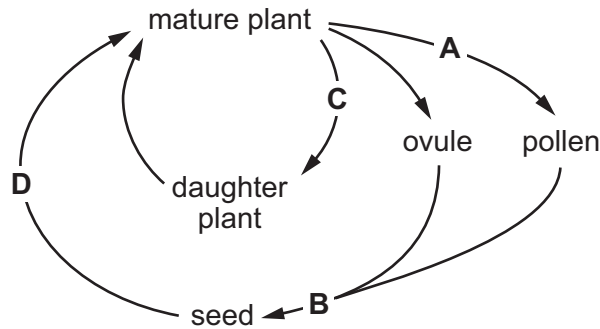 mature plant
A
C
ovule
pollen
D
daughter
plant
B
seed